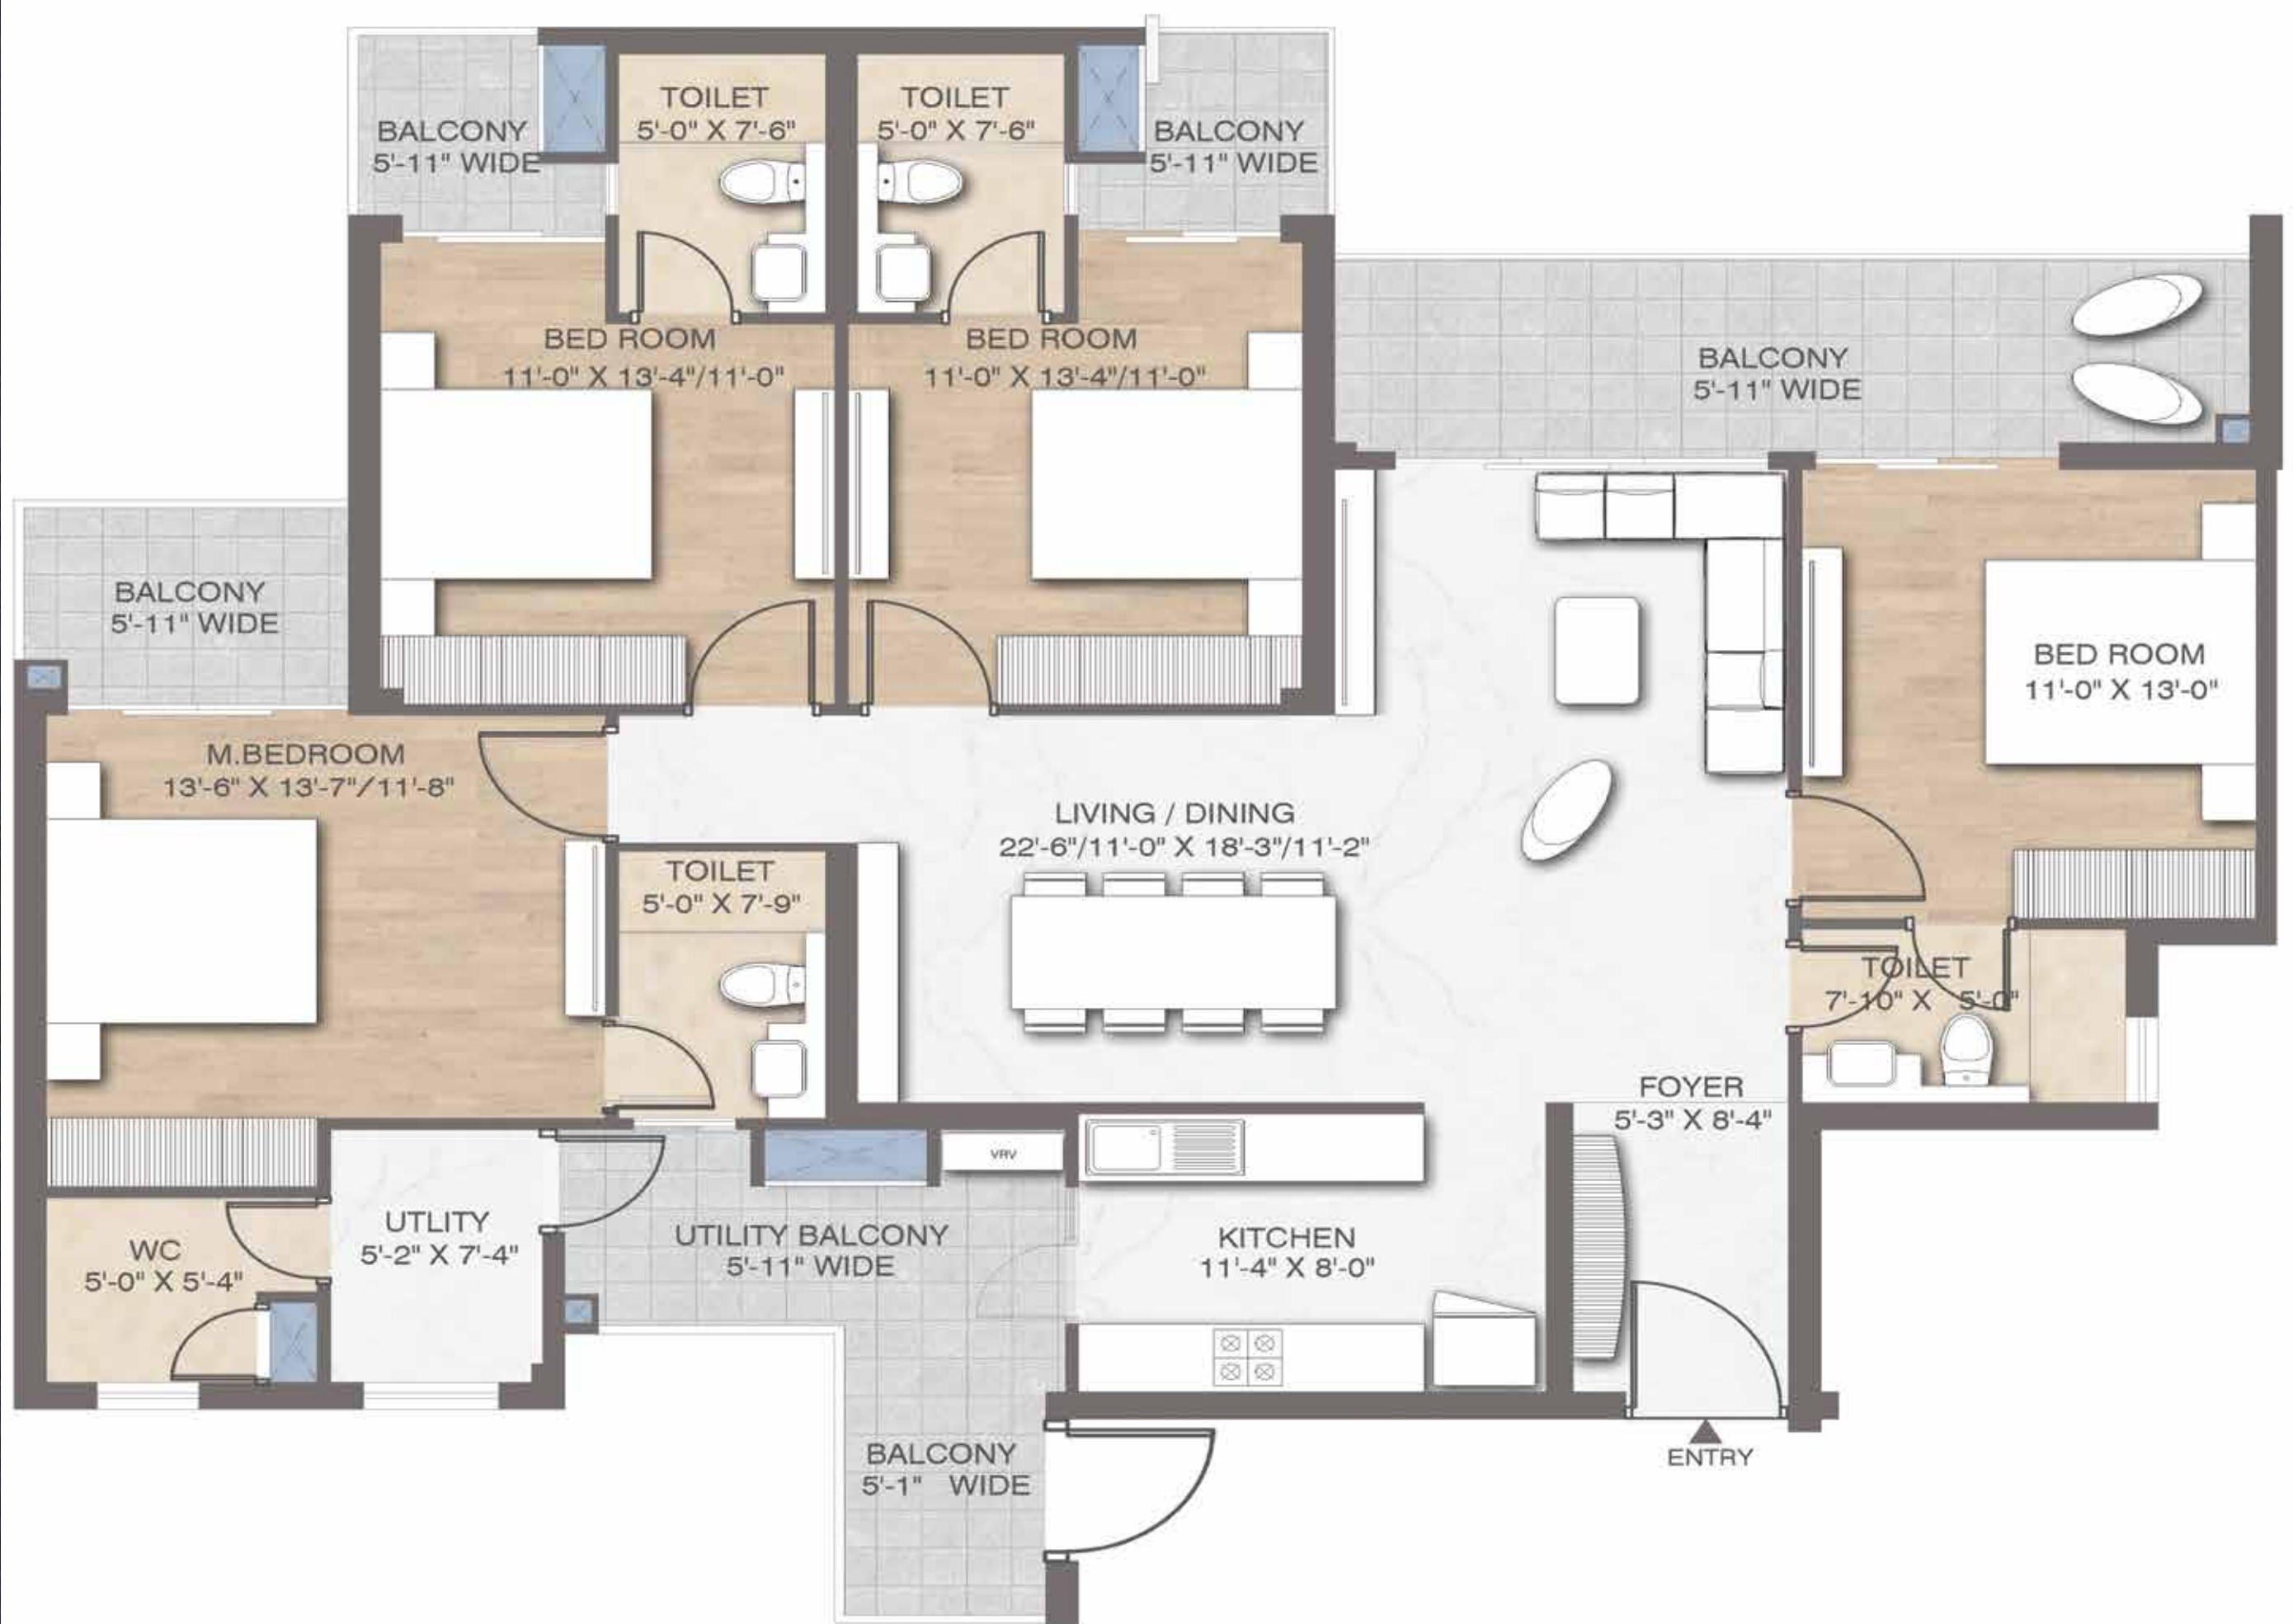 TOILET
5'-0" X 7'-6"
TOILET
5'-0" X 7'-6"
BALCONY
5'-11" WIDE
BALCONY
5'-11" WIDE
BED ROOM
11'-0" X 13'-4"/11'-0"
BED ROOM
11'-0" X 13'-4"/11'-0"
BALCONY
5'-11" WIDE
BALCONY
5'-11" WIDE
BED ROOM
11'-0" X 13'-0"
M.BEDROOM
13'-6" X 13'-7"/11'-8"
LIVING / DINING
22'-6"/11'-0" X 18'-3"/11'-2"
TOILET
5'-0" X 7'-9"
TOILET
7'-10" X 5'-0"
FOYER
5'-3" X 8'-4"
VRV
UTLITY
5'-2" X 7'-4"
UTILITY BALCONY
5'-11" WIDE
KITCHEN
11'-4" X 8'-0"
WC
5'-0" X 5'-4"
BALCONY
5'-1" WIDE
ENTRY